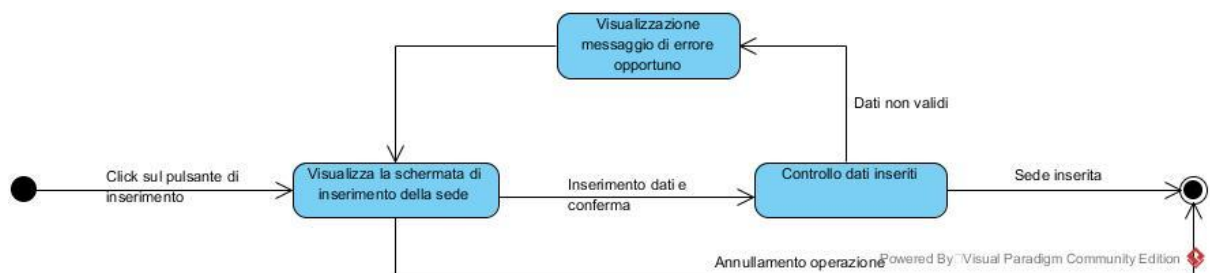 Visualizzazione
messaggio di errore
opportuno
Dati non validi
Click sul pulsante di
inserimento
Visualizza la schermata di
inserimento della sede
Inserimento dati e
conferma
Controllo dati inseriti
Sede inserita
Annullamento operazione
Powered By Visual Paradigm Community Edition